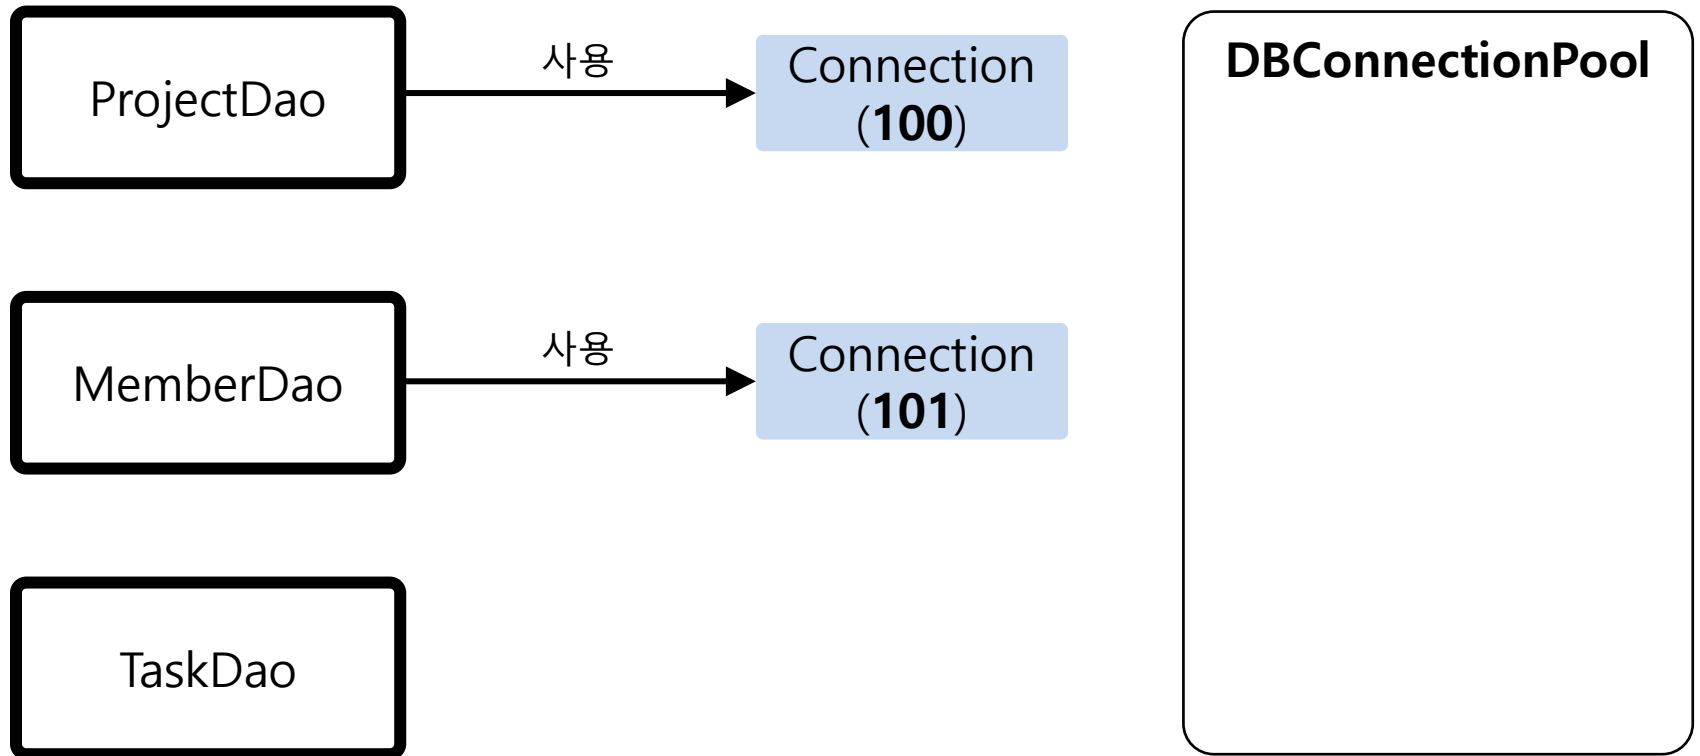 ProjectDao
사용
Connection
(100)
DBConnectionPool
MemberDao
사용
Connection
(101)
TaskDao